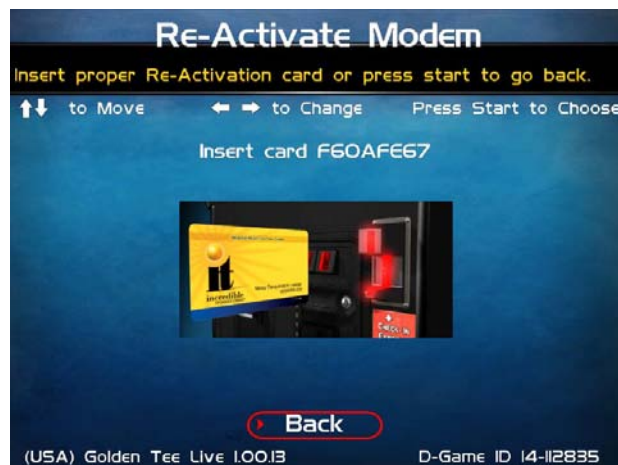 Re-Activate Modem
Insert proper Re-Activation card or press start to go back.
to Move to Change Press Start to Choose
Insert card F60AFE67
it
incredible
Back
(USA) Golden Tee Live 1.00.13 D-Game ID 14-112835